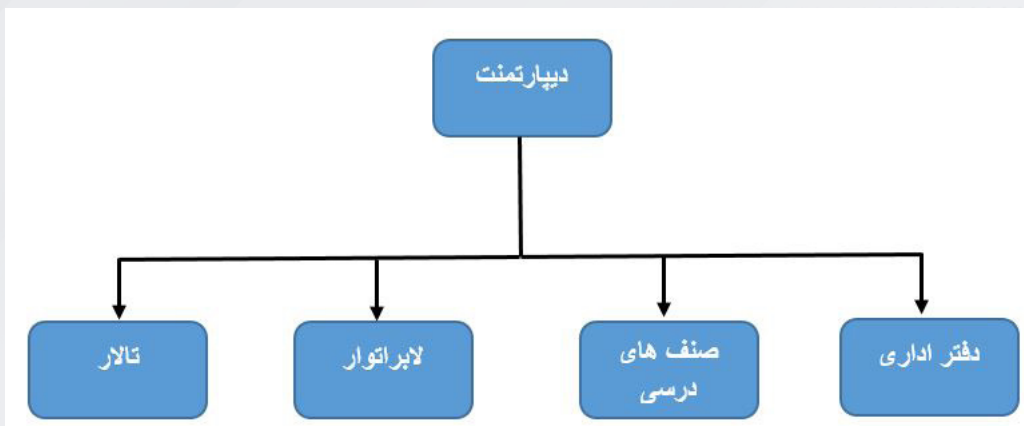 دیپارتمنت
دفتر اداری
صنف های
درسی
لابراتوار
تالار